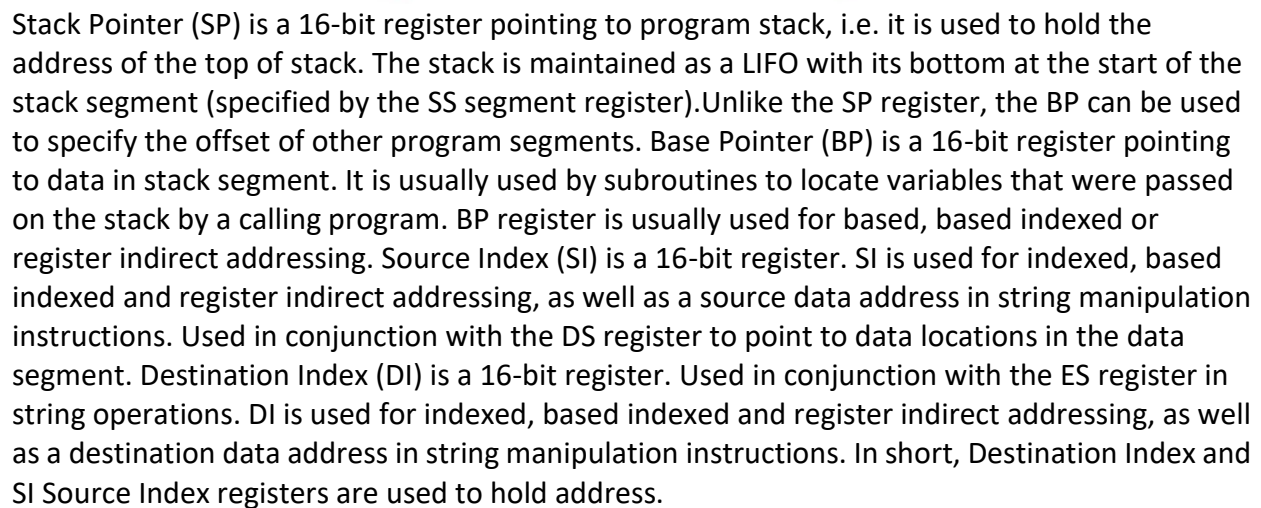 Stack Pointer (SP) is a 16-bit register pointing to program stack, i.e. it is used to hold the
address of the top of stack. The stack is maintained as a LIFO with its bottom at the start of the
stack segment (specified by the SS segment register).Unlike the SP register, the BP can be used
to specify the offset of other program segments. Base Pointer (BP) is a 16-bit register pointing
to data in stack segment. It is usually used by subroutines to locate variables that were passed
on the stack by a calling program. BP register is usually used for based, based indexed or
register indirect addressing. Source Index (SI) is a 16-bit register. SI is used for indexed, based
indexed and register indirect addressing, as well as a source data address in string manipulation
instructions. Used in conjunction with the DS register to point to data locations in the data
segment. Destination Index (DI) is a 16-bit register. Used in conjunction with the ES register in
string operations. DI is used for indexed, based indexed and register indirect addressing, as well
as a destination data address in string manipulation instructions. In short, Destination Index and
SI Source Index registers are used to hold address.